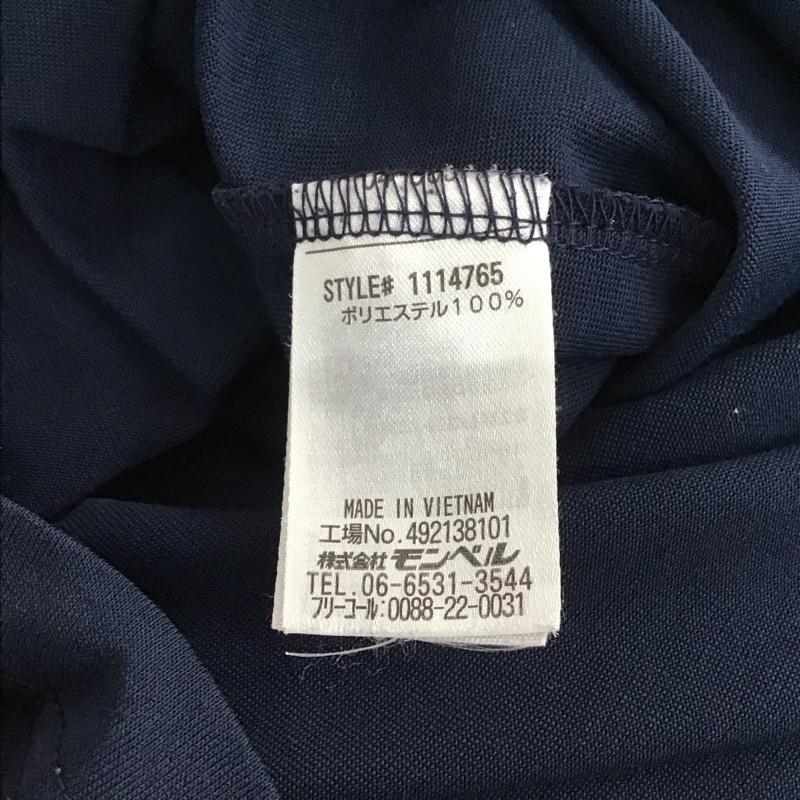 STYLE# 1114765
ポリエステル100%
MADE IN VIETNAM
工場No.492138101
株式会社 モンベル
TEL.06-6531-3544
フリーコール:0088-22-0031